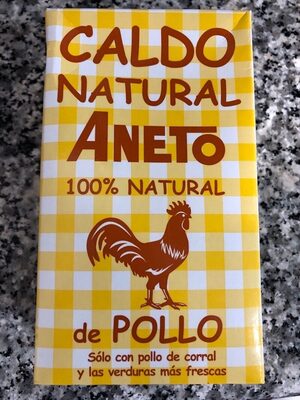 CALDO
NATURAL
ANETO
100% NATURAL
de POLLO
Sólo con pollo de corral
y las verduras más frescas